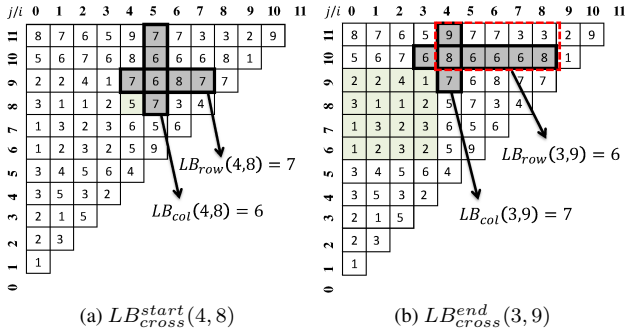 j/i 0 1 2 3 4 5 6 7 8 9 10 11
11 8 7 6 5 9 7 7 3 3 2 9
10 5 6 7 6 8 6 6 6 8 1
9 2 2 4 1 7 6 8 7 7
8 3 1 1 2 5 7 3 4
7 1 3 2 3 6 5 6
6 1 2 3 2 5 9
5 3 4 5 6 4
4 3 5 3 2
3 2 1 5
2 2 3
1 1
0
LBrow(4,8) = 7
LBcol(4,8) = 6
(a) LB^start_cross(4, 8)
j/i 0 1 2 3 4 5 6 7 8 9 10 11
11 8 7 6 5 9 7 7 3 3 2 9
10 5 6 7 6 8 6 6 6 8 1
9 2 2 4 1 7 6 8 7 7
8 3 1 1 2 5 7 3 4
7 1 3 2 3 6 5 6
6 1 2 3 2 5 9
5 3 4 5 6 4
4 3 5 3 2
3 2 1 5
2 2 3
1 1
0
LBrow(3,9) = 6
LBcol(3,9) = 7
(b) LB^end_cross(3, 9)